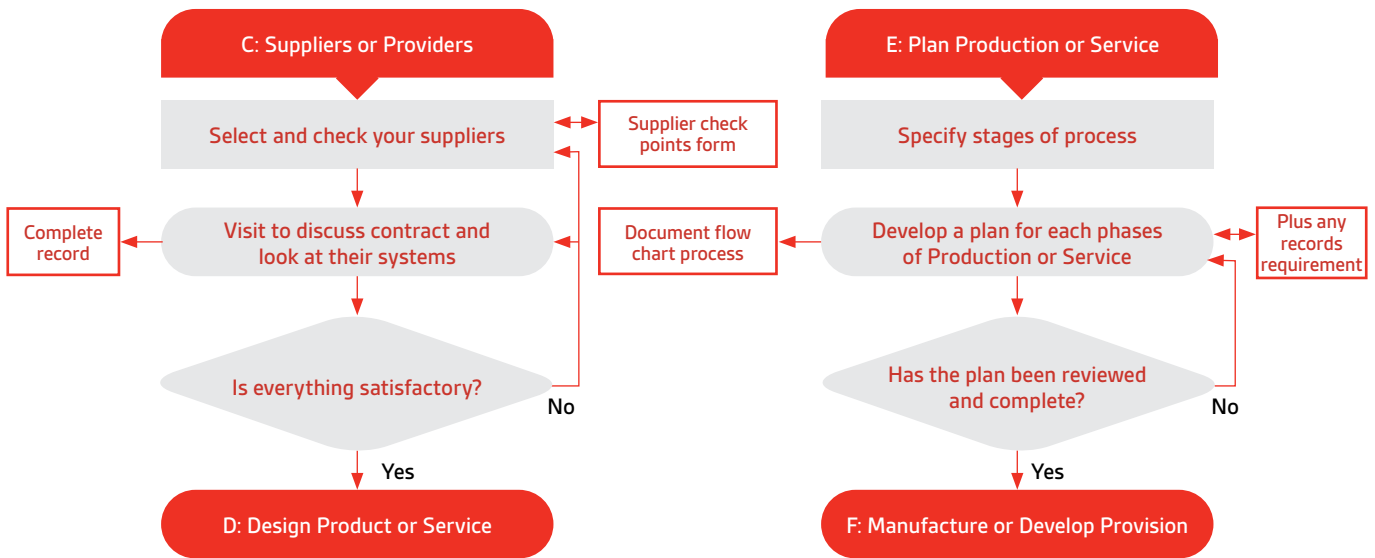 C: Suppliers or Providers
Select and check your suppliers
Supplier check
points form
Visit to discuss contract and
look at their systems
Complete
record
Is everything satisfactory?
No
Yes
D: Design Product or Service
E: Plan Production or Service
Specify stages of process
Document flow
chart process
Develop a plan for each phases
of Production or Service
Plus any
records
requirement
Has the plan been reviewed
and complete?
No
Yes
F: Manufacture or Develop Provision